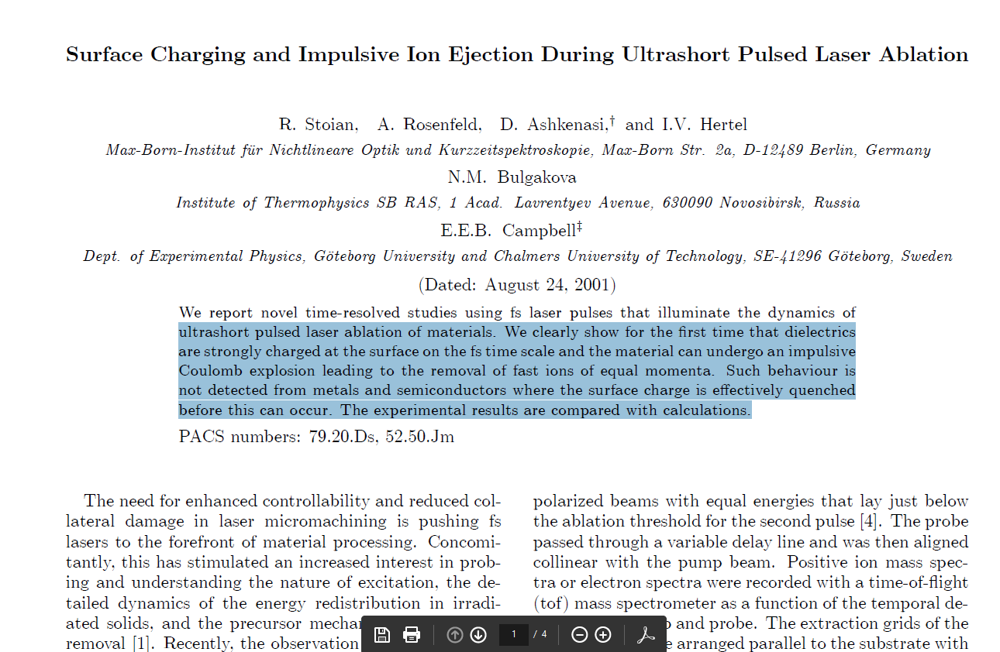 Surface Charging and Impulsive Ion Ejection During Ultrashort Pulsed Laser Ablation
R. Stoian, A. Rosenfeld, D. Ashkenasi,† and I.V. Hertel
Max-Born-Institut für Nichtlineare Optik und Kurzzeitspektroskopie, Max-Born Str. 2a, D-12489 Berlin, Germany
N.M. Bulgakova
Institute of Thermophysics SB RAS, 1 Acad. Lavrentyev Avenue, 630090 Novosibirsk, Russia
E.E.B. Campbell‡
Dept. of Experimental Physics, Göteborg University and Chalmers University of Technology, SE-41296 Göteborg, Sweden
(Dated: August 24, 2001)
We report novel time-resolved studies using fs laser pulses that illuminate the dynamics of
ultrashort pulsed laser ablation of materials. We clearly show for the first time that dielectrics
are strongly charged at the surface on the fs time scale and the material can undergo an impulsive
Coulomb explosion leading to the removal of fast ions of equal momenta. Such behaviour is
not detected from metals and semiconductors where the surface charge is effectively quenched
before this can occur. The experimental results are compared with calculations.
PACS numbers: 79.20.Ds, 52.50.Jm
The need for enhanced controllability and reduced col-
lateral damage in laser micromachining is pushing fs
lasers to the forefront of material processing. Concomi-
tantly, this has stimulated an increased interest in prob-
ing and understanding the nature of excitation, the de-
tailed dynamics of the energy redistribution in irradi-
ated solids, and the precursor
removal [1]. Recently, the observation
polarized beams with equal energies that lay just below
the ablation threshold for the second pulse [4]. The probe
passed through a variable delay line and was then aligned
collinear with the pump beam. Positive ion mass spec-
tra or electron spectra were recorded with a time-of-flight
(tof) mass spectrometer as a function of the temporal de-
and probe. The extraction grids of the
arranged parallel to the substrate with
1 / 4